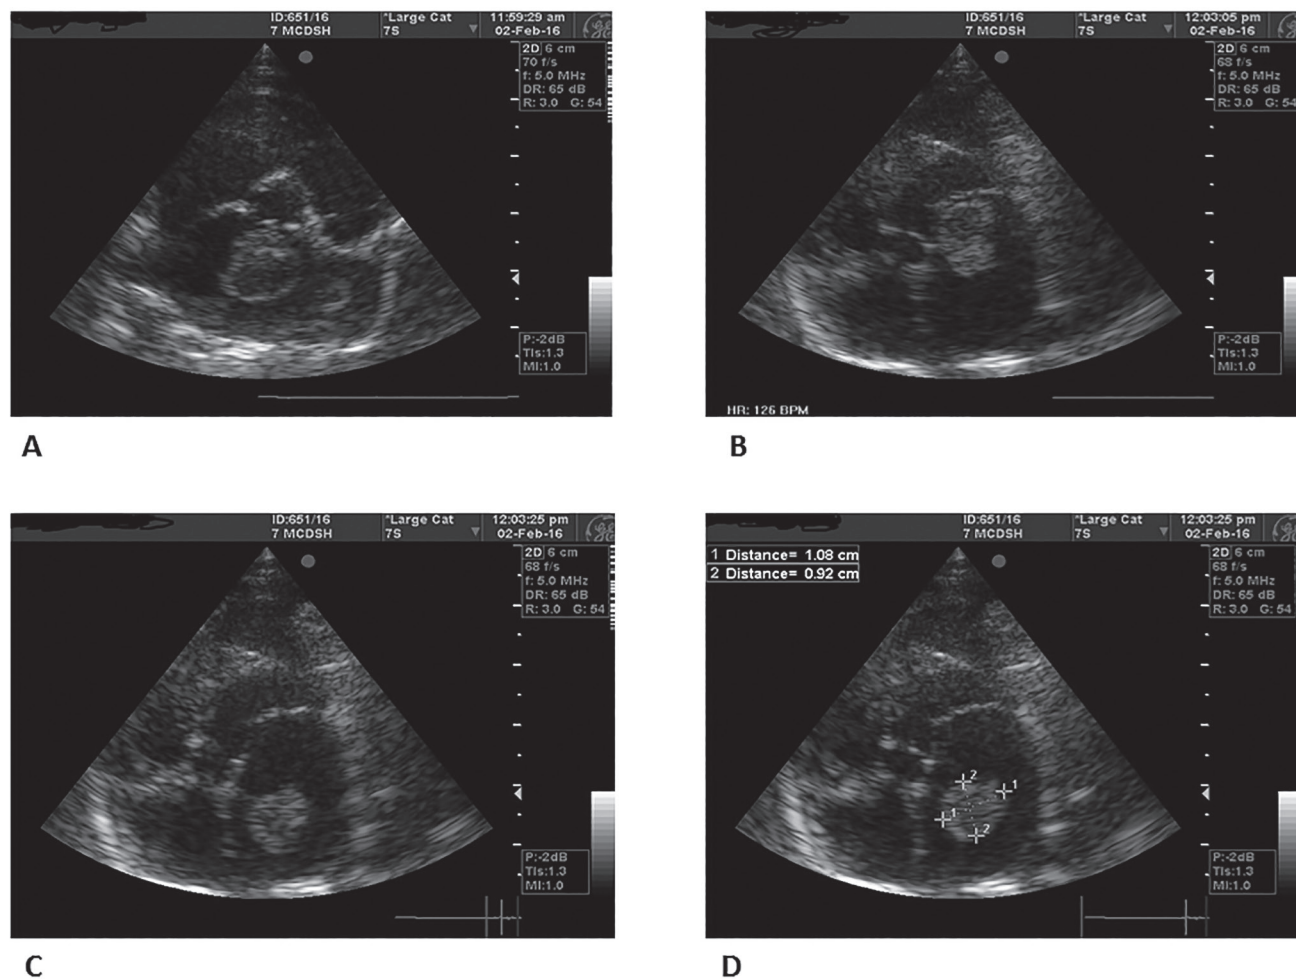 ID:651/16 *Large Cat 11:59:29 am
7 MCDSH 7S 02-Feb-16
2D 6 cm
70 f/s
f: 5.0 MHz
DR: 65 dB
R: 3.0 G: 54
P:-2dB
TIs:1.3
MI:1.0
A
ID:651/16 *Large Cat 12:03:05 pm
7 MCDSH 7S 02-Feb-16
2D 6 cm
68 f/s
f: 5.0 MHz
DR: 65 dB
R: 3.0 G: 54
P:-2dB
TIs:1.3
MI:1.0
HR: 126 BPM
B
ID:651/16 *Large Cat 12:03:25 pm
7 MCDSH 7S 02-Feb-16
2D 6 cm
68 f/s
f: 5.0 MHz
DR: 65 dB
R: 3.0 G: 54
P:-2dB
TIs:1.3
MI:1.0
C
ID:651/16 *Large Cat 12:03:25 pm
7 MCDSH 7S 02-Feb-16
1 Distance= 1.08 cm
2 Distance= 0.92 cm
2D 6 cm
68 f/s
f: 5.0 MHz
DR: 65 dB
R: 3.0 G: 54
2
1
1
2
P:-2dB
TIs:1.3
MI:1.0
D